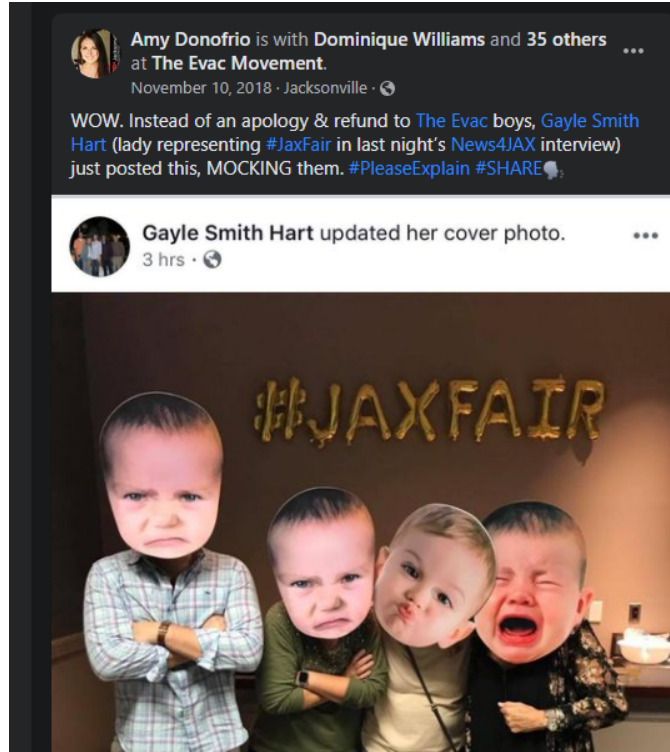 Amy Donofrio is with Dominique Williams and 35 others
at The Evac Movement.
November 10, 2018 · Jacksonville ·
WOW. Instead of an apology & refund to The Evac boys, Gayle Smith
Hart (lady representing #JaxFair in last night's News4JAX interview)
just posted this, MOCKING them. #PleaseExplain #SHARE🗣️
Gayle Smith Hart updated her cover photo.
3 hrs ·
#JAXFAIR